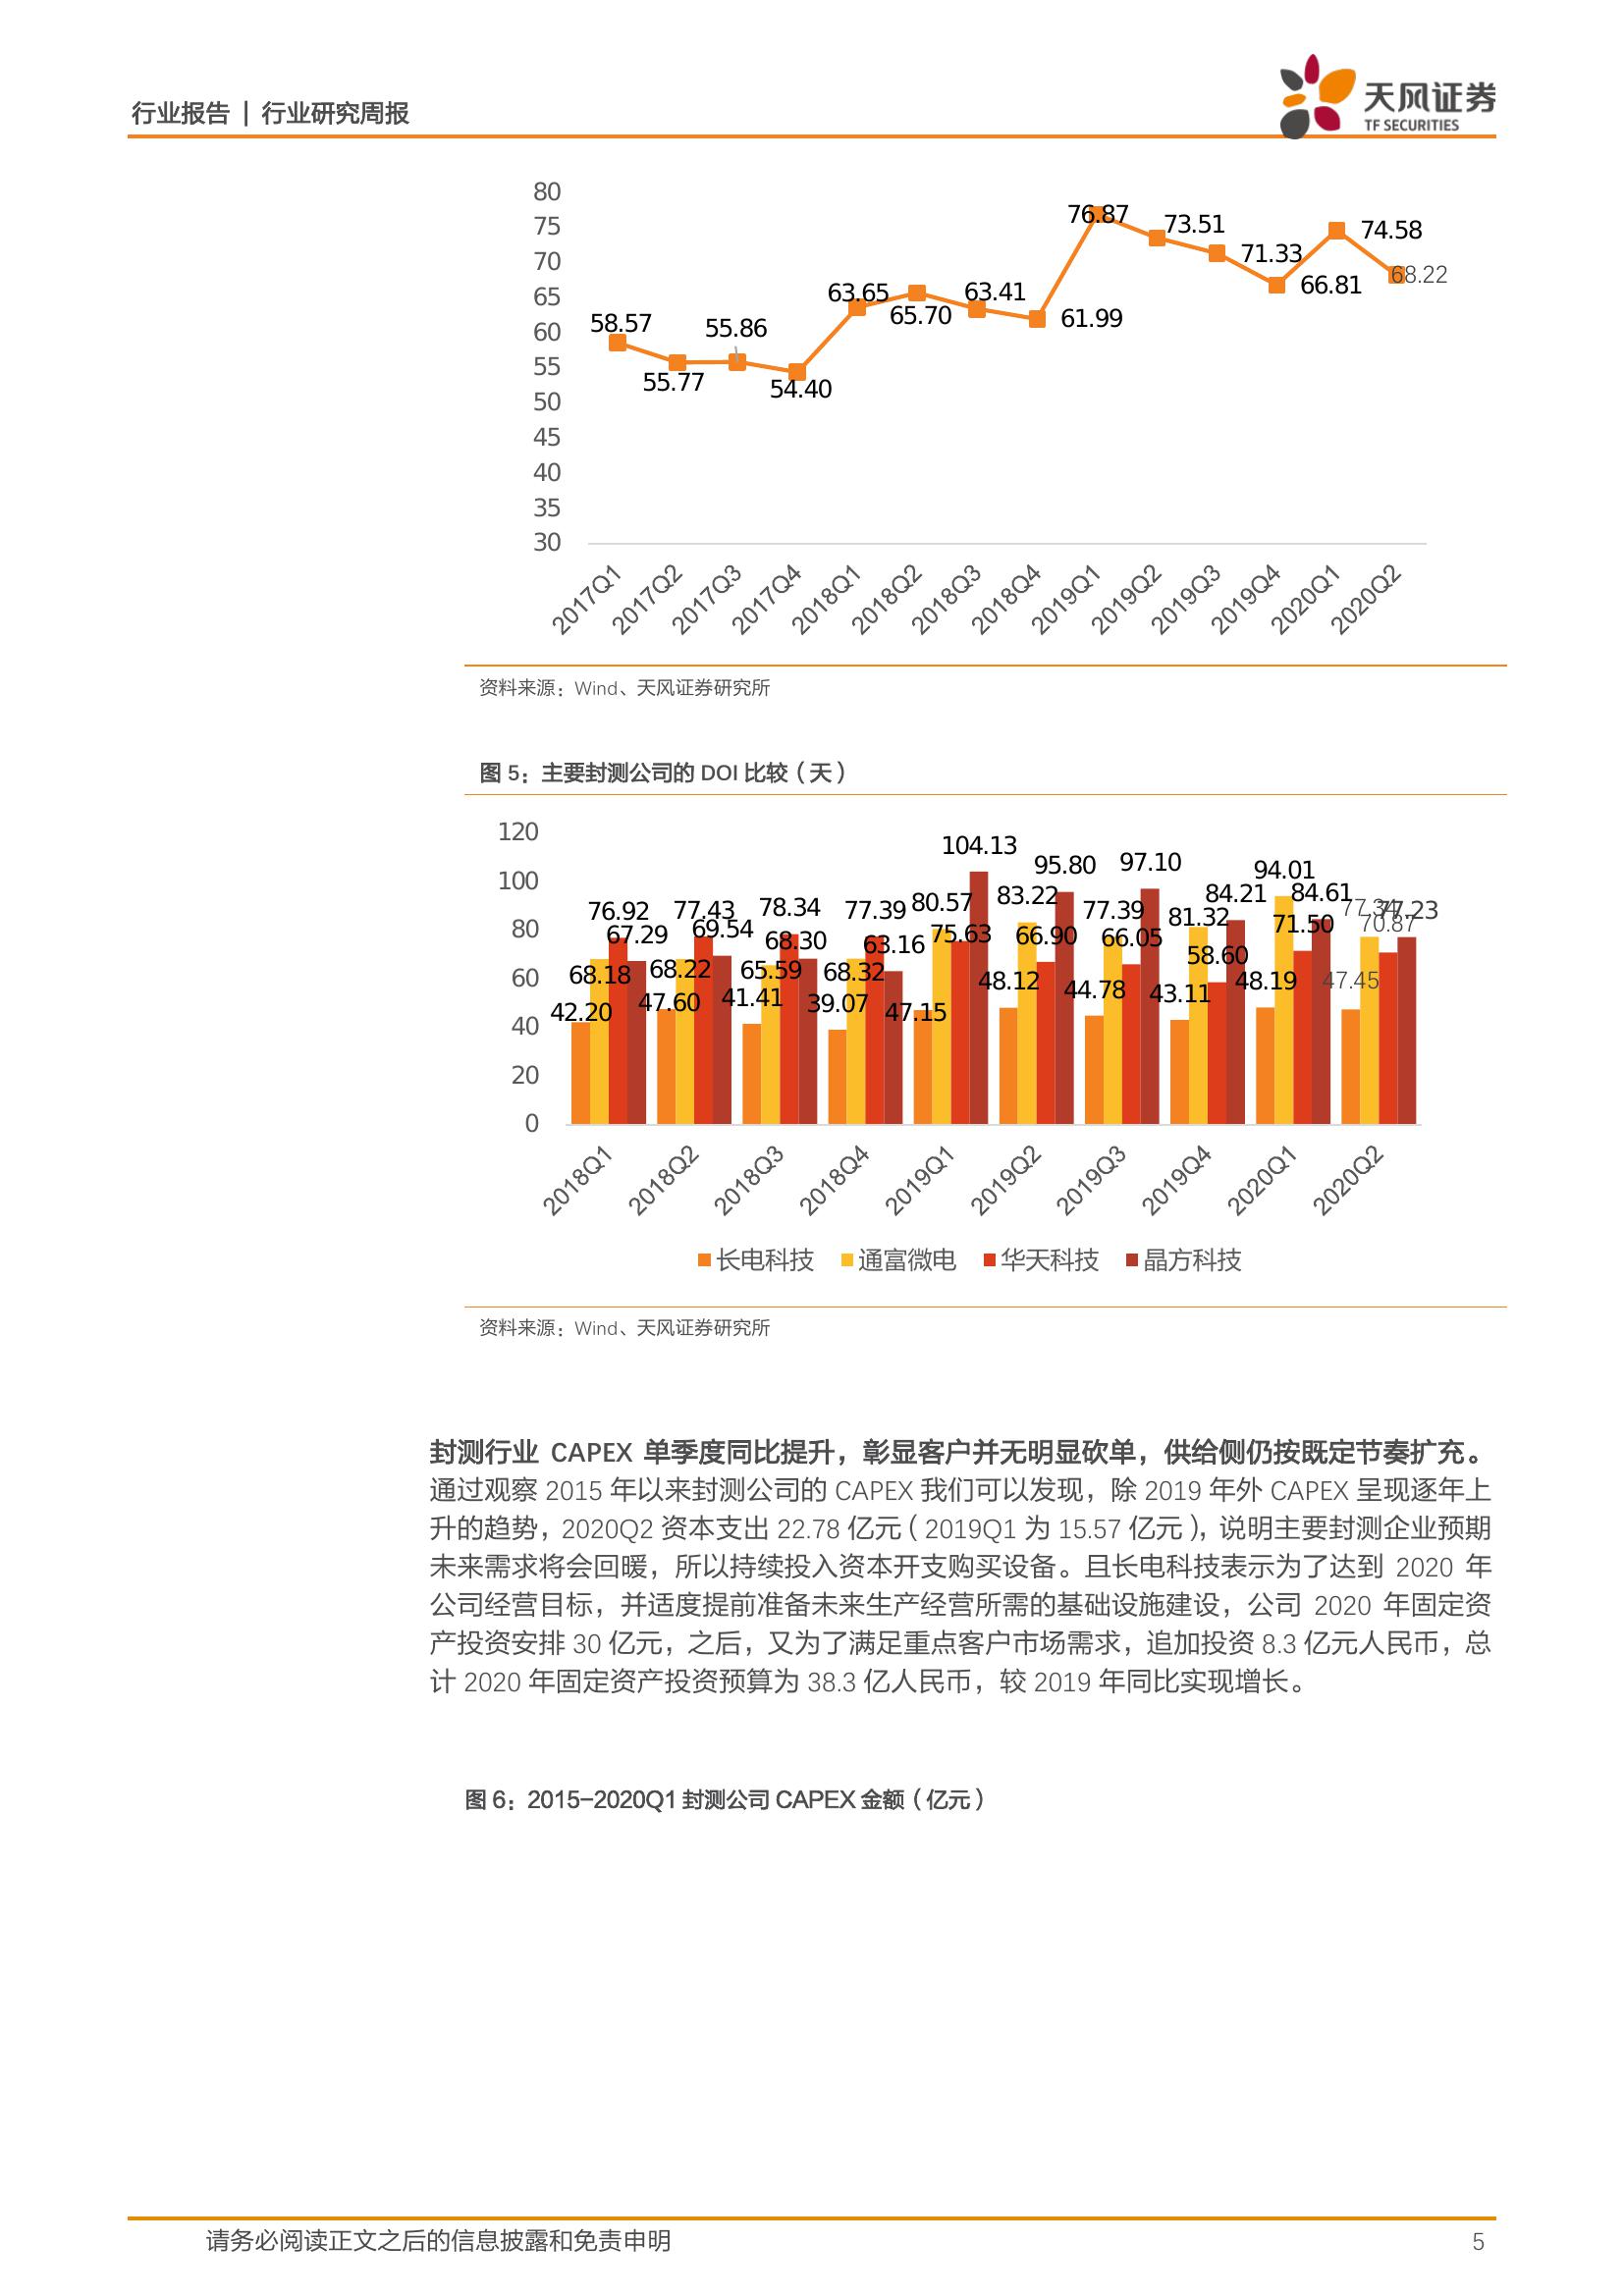 行业报告 | 行业研究周报
天风证券
TF SECURITIES
80
75
70
65
60
55
50
45
40
35
30
58.57
55.77
55.86
54.40
63.65
65.70
63.41
61.99
76.87
73.51
71.33
66.81
74.58
68.22
2017Q1
2017Q2
2017Q3
2017Q4
2018Q1
2018Q2
2018Q3
2018Q4
2019Q1
2019Q2
2019Q3
2019Q4
2020Q1
2020Q2
资料来源：Wind、天风证券研究所
图 5：主要封测公司的 DOI 比较（天）
120
100
80
60
40
20
0
42.20
68.18
76.92
67.29
47.60
68.22
77.43
69.54
41.41
65.59
78.34
68.30
39.07
68.32
77.39
63.16
47.15
80.57
75.63
104.13
48.12
83.22
66.90
95.80
44.78
77.39
66.05
97.10
43.11
81.32
58.60
84.21
48.19
94.01
71.50
84.61
47.45
77.34
70.87
77.23
2018Q1
2018Q2
2018Q3
2018Q4
2019Q1
2019Q2
2019Q3
2019Q4
2020Q1
2020Q2
长电科技 通富微电 华天科技 晶方科技
资料来源：Wind、天风证券研究所
封测行业 CAPEX 单季度同比提升，彰显客户并无明显砍单，供给侧仍按既定节奏扩充。
通过观察 2015 年以来封测公司的 CAPEX 我们可以发现，除 2019 年外 CAPEX 呈现逐年上
升的趋势，2020Q2 资本支出 22.78 亿元（2019Q1 为 15.57 亿元），说明主要封测企业预期
未来需求将会回暖，所以持续投入资本开支购买设备。且长电科技表示为了达到 2020 年
公司经营目标，并适度提前准备未来生产经营所需的基础设施建设，公司 2020 年固定资
产投资安排 30 亿元，之后，又为了满足重点客户市场需求，追加投资 8.3 亿元人民币，总
计 2020 年固定资产投资预算为 38.3 亿人民币，较 2019 年同比实现增长。
图 6：2015-2020Q1 封测公司 CAPEX 金额（亿元）
请务必阅读正文之后的信息披露和免责申明
5